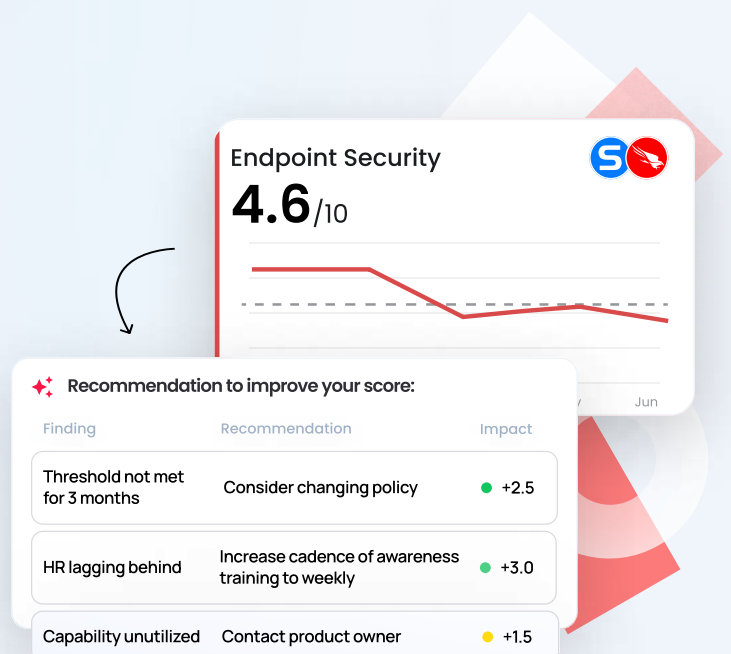 Endpoint Security
4.6/10
Jun
Recommendation to improve your score:
Finding Recommendation Impact
Threshold not met
for 3 months
Consider changing policy
+2.5
HR lagging behind
Increase cadence of awareness
training to weekly
+3.0
Capability unutilized Contact product owner +1.5